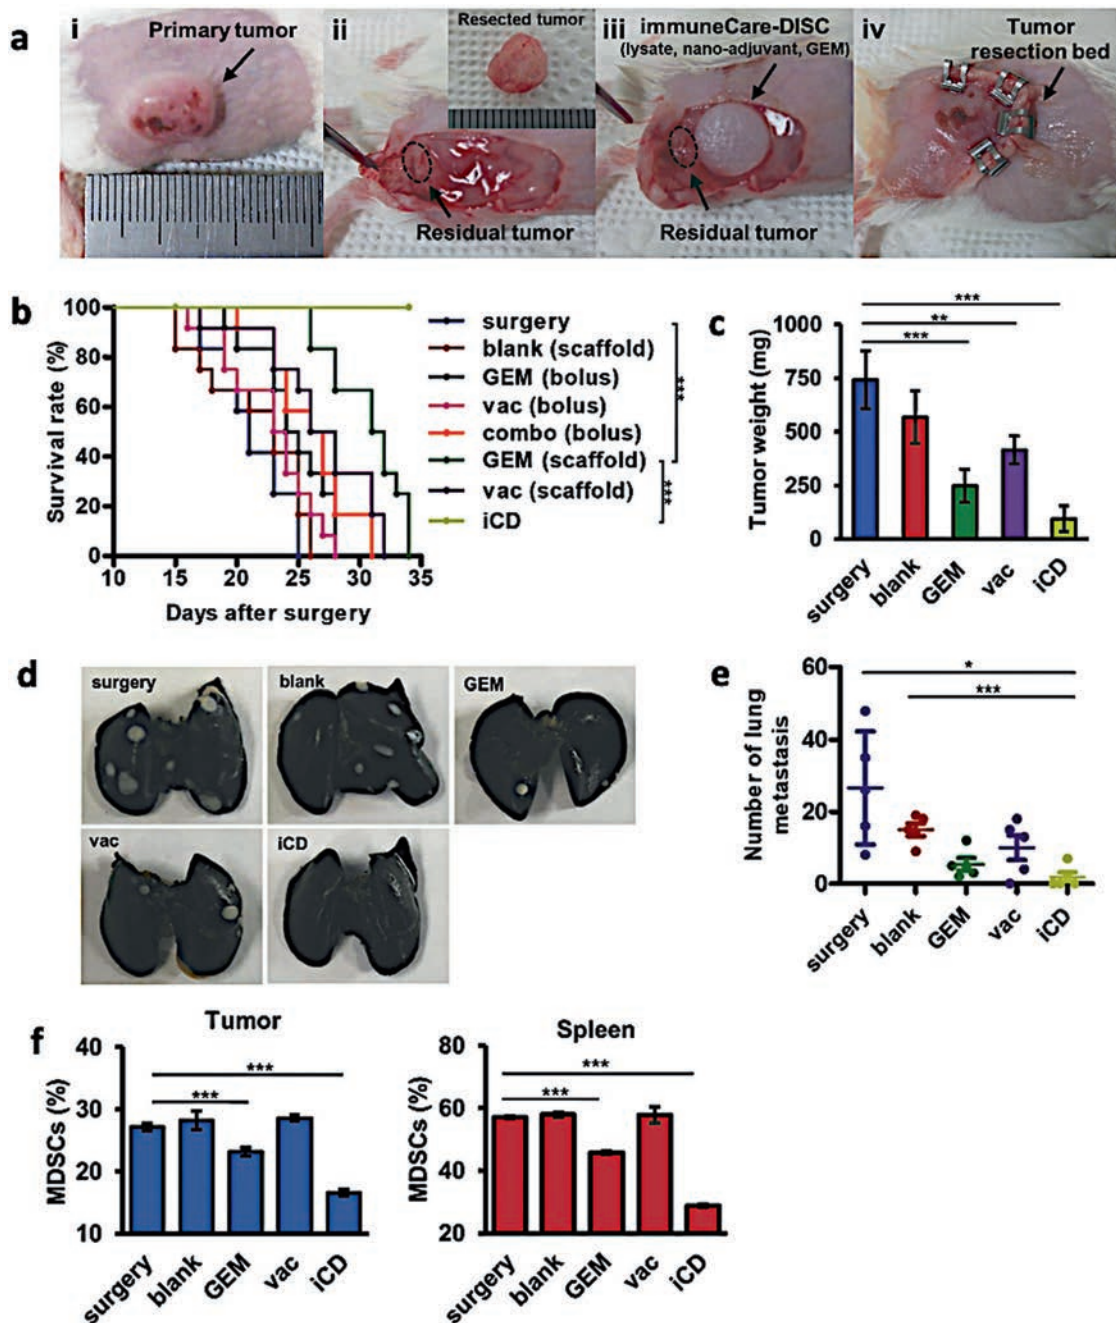 a
i
Primary tumor
ii
Resected tumor
Residual tumor
iii
immuneCare-DISC
(lysate, nano-adjuvant, GEM)
Residual tumor
iv
Tumor
resection bed
b
Survival rate (%)
100
80
60
40
20
0
10 15 20 25 30 35
Days after surgery
surgery
blank (scaffold)
GEM (bolus)
vac (bolus)
combo (bolus)
GEM (scaffold)
vac (scaffold)
iCD
***
***
c
***
**
***
Tumor weight (mg)
1000
750
500
250
0
surgery blank GEM vac iCD
d
surgery
blank
GEM
vac
iCD
e
*
***
Number of lung
metastasis
60
40
20
0
surgery blank GEM vac iCD
f
Tumor
***
***
MDSCs (%)
40
30
20
10
surgery blank GEM vac iCD
Spleen
***
***
MDSCs (%)
80
60
40
20
surgery blank GEM vac iCD